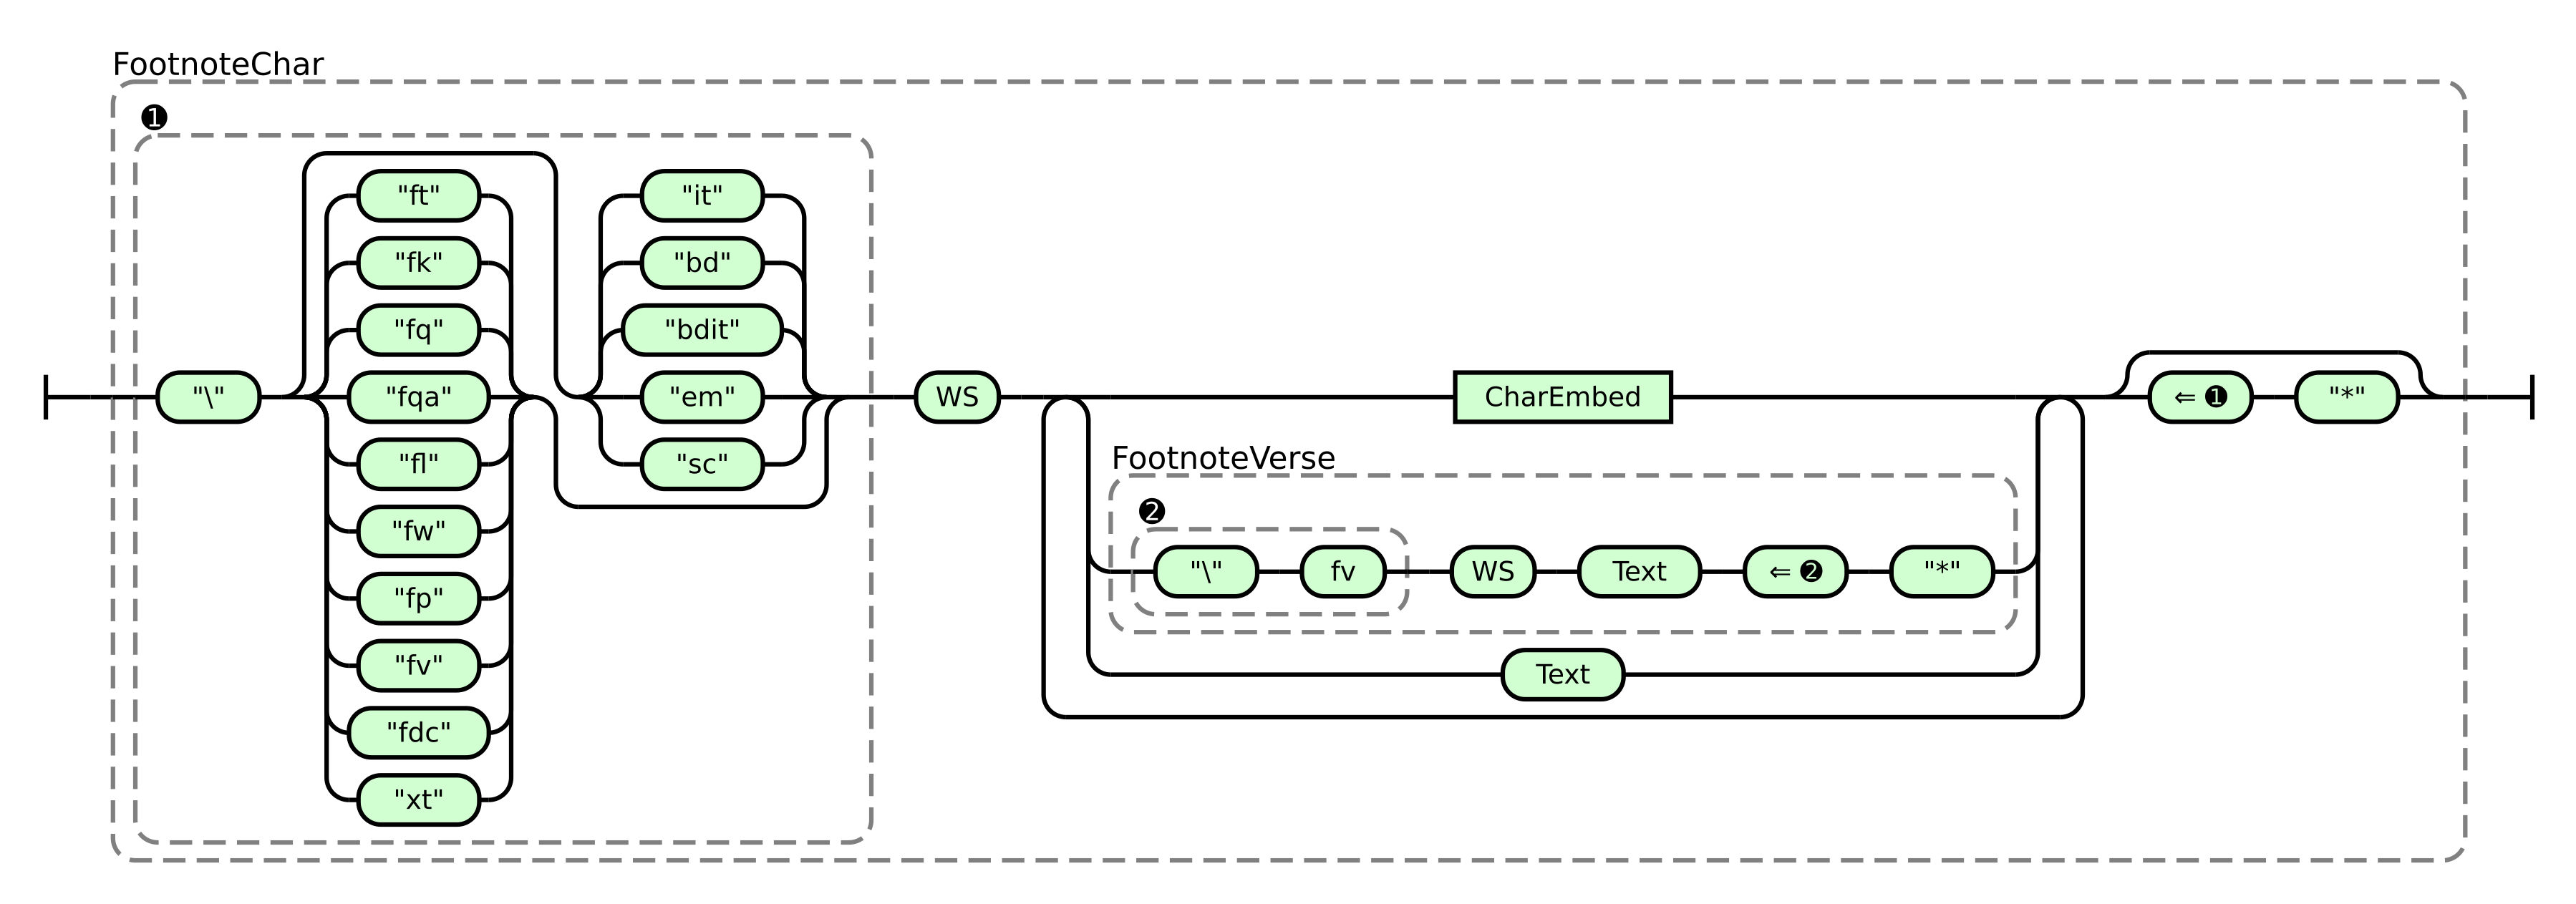 FootnoteChar
❶
"ft" "it"
"fk" "bd"
"fq" "bdit"
"\" "fqa" "em" WS CharEmbed ⇐ ❶ "*"
"fl" "sc"
FootnoteVerse
❷
"fw"
"\" fv WS Text ⇐ ❷ "*"
"fp"
"fv"
Text
"fdc"
"xt"